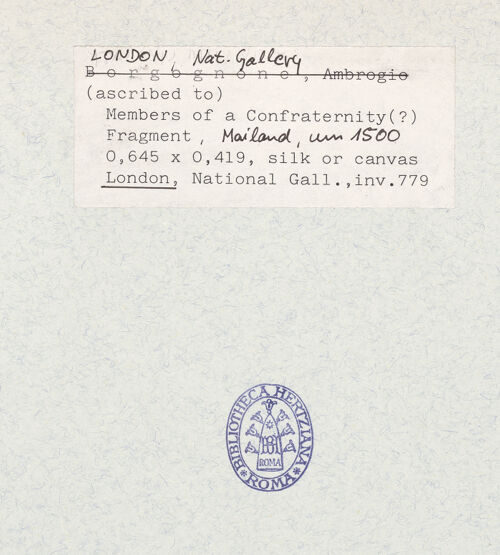 LONDON, Nat. Gallery
Borgognone, Ambrogio
(ascribed to)
Members of a Confraternity(?)
Fragment, Mailand, um 1500
0,645 x 0,419, silk or canvas
London, National Gall.,inv.779
BIBLIOTHECA HERTZIANA
BH
ROMA
* ROMA *